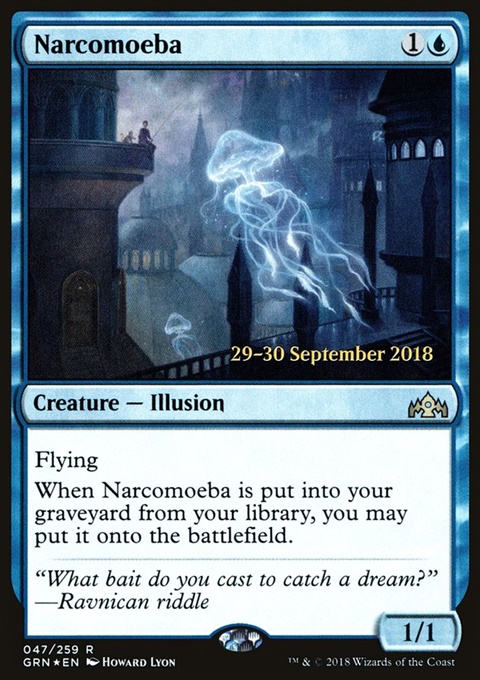 Narcomoeba 1
29–30 September 2018
Creature — Illusion
Flying
When Narcomoeba is put into your
graveyard from your library, you may
put it onto the battlefield.
“What bait do you cast to catch a dream?”
—Ravnican riddle
1/1
047/259 R
GRN★EN Howard Lyon
™ & © 2018 Wizards of the Coast